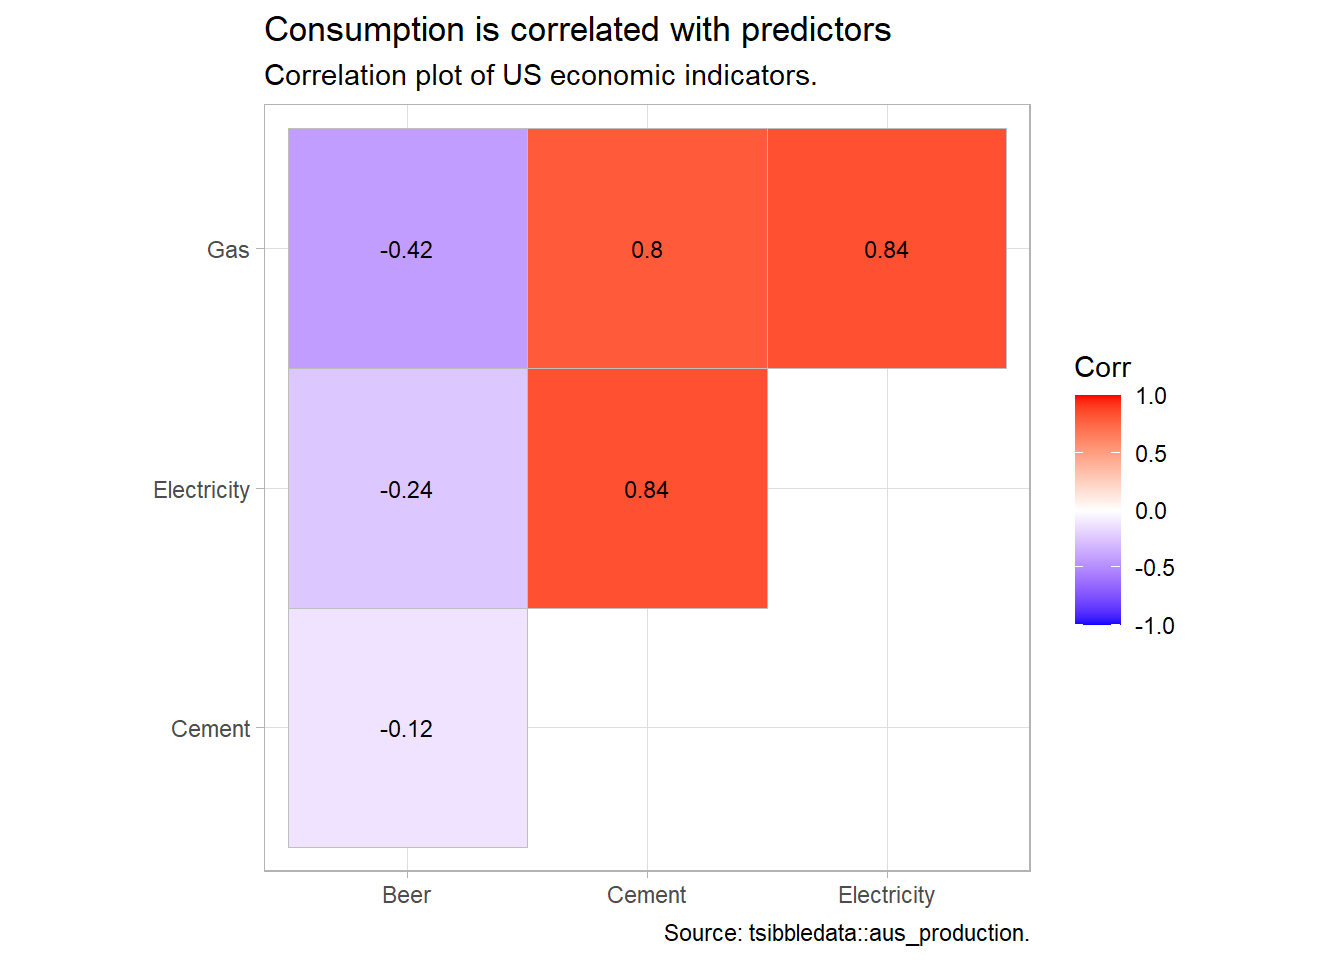 Consumption is correlated with predictors
Correlation plot of US economic indicators.
Gas
-0.42
0.8
0.84
Electricity
-0.24
0.84
Cement
-0.12
Beer
Cement
Electricity
Corr
1.0
0.5
0.0
-0.5
-1.0
Source: tsibbledata::aus_production.